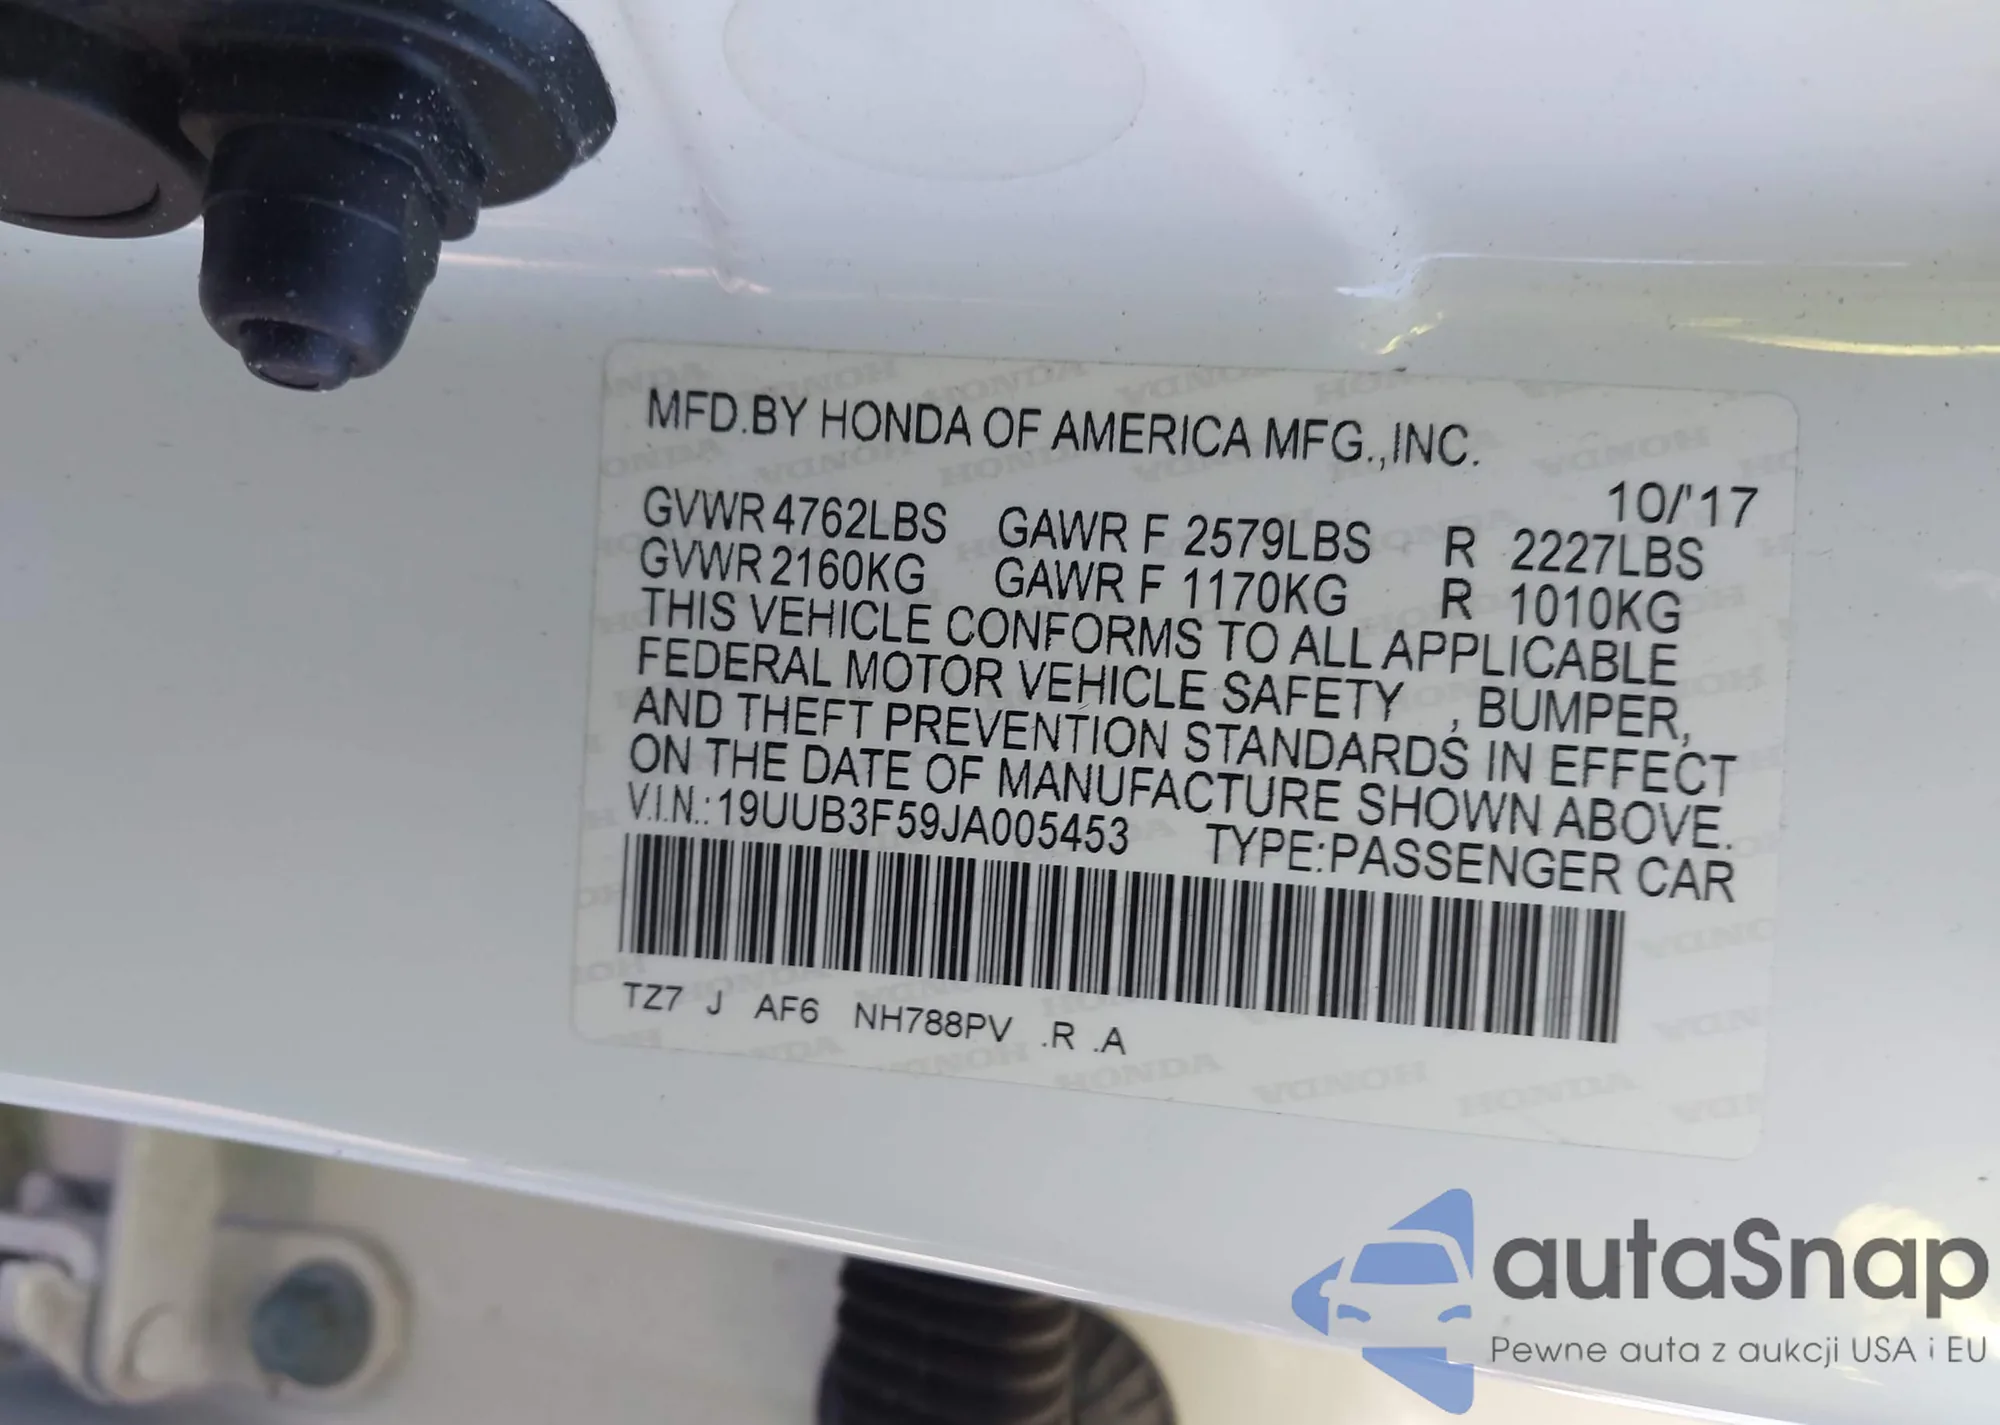 MFD.BY HONDA OF AMERICA MFG.,INC.
10/'17
GVWR 4762LBS GAWR F 2579LBS R 2227LBS
GVWR 2160KG GAWR F 1170KG R 1010KG
THIS VEHICLE CONFORMS TO ALL APPLICABLE
FEDERAL MOTOR VEHICLE SAFETY , BUMPER,
AND THEFT PREVENTION STANDARDS IN EFFECT
ON THE DATE OF MANUFACTURE SHOWN ABOVE.
V.I.N.:19UUB3F59JA005453 TYPE:PASSENGER CAR
TZ7 J AF6 NH788PV .R .A
autaSnap
Pewne auta z aukcji USA i EU